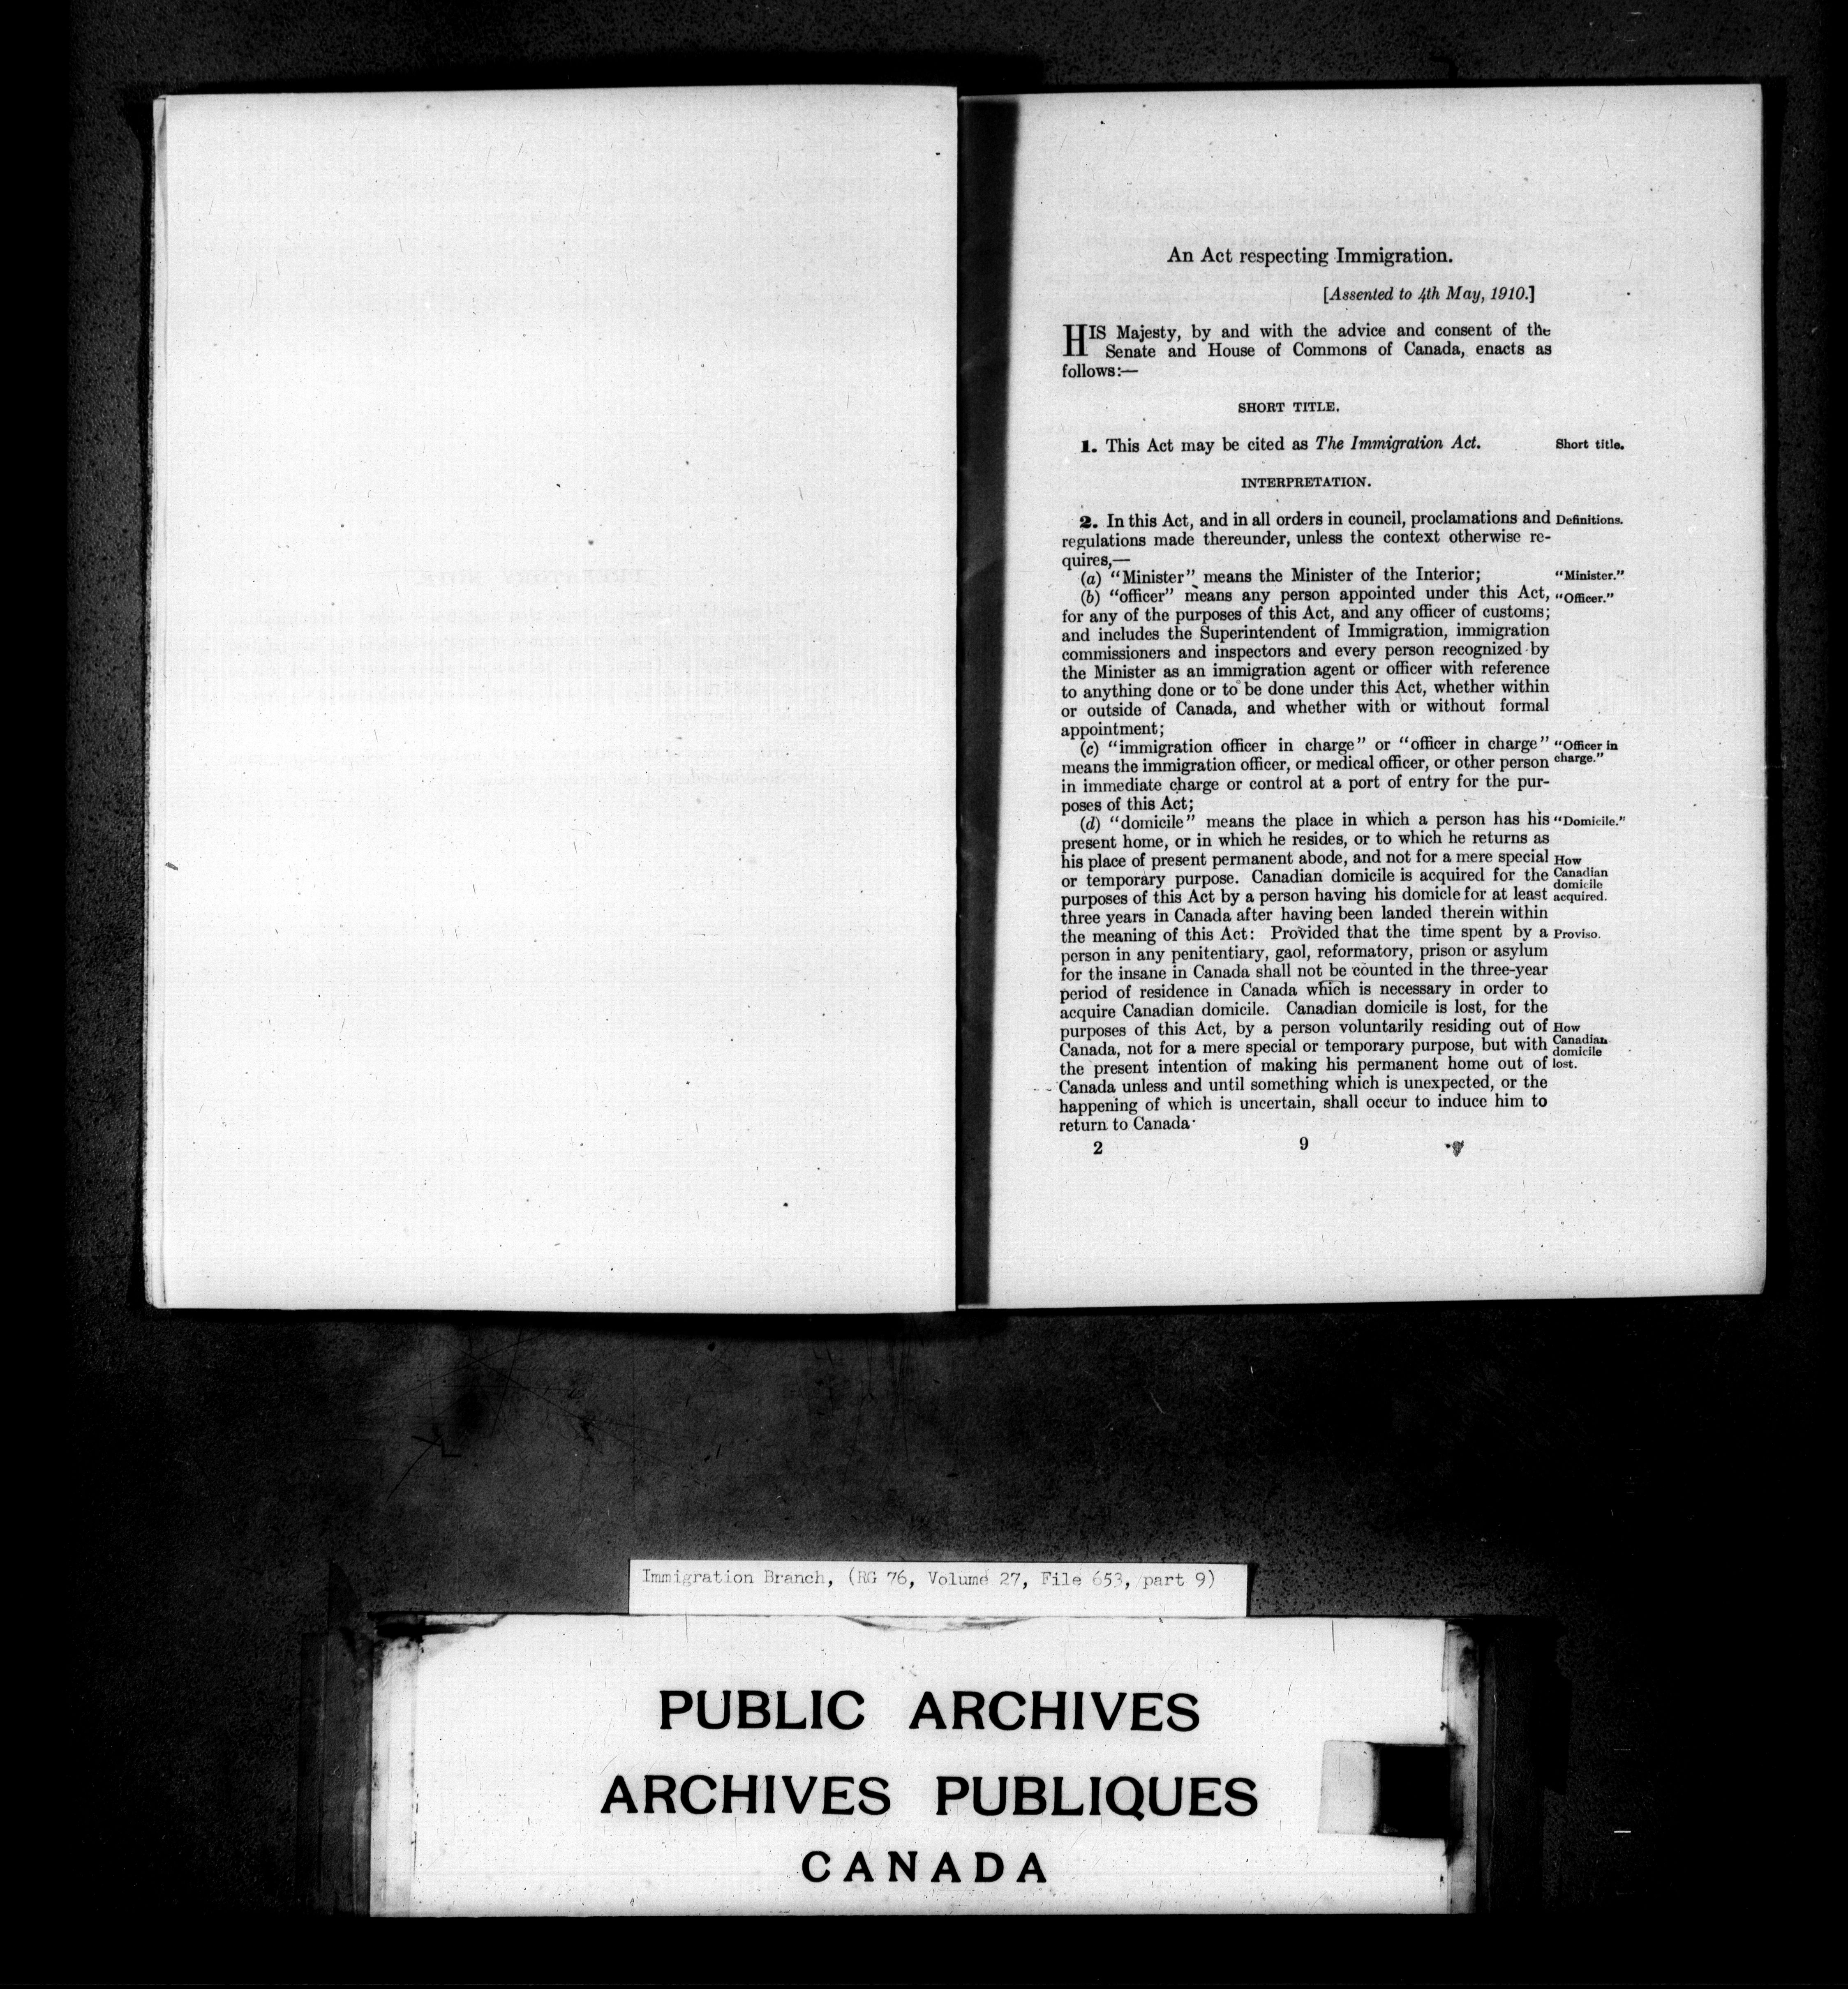 An Act respecting Immigration.
[Assented to 4th May, 1910.]
HIS Majesty, by and with the advice and consent of the
Senate and House of Commons of Canada, enacts as
follows:—
SHORT TITLE.
1. This Act may be cited as The Immigration Act. Short title.
INTERPRETATION.
2. In this Act, and in all orders in council, proclamations and Definitions.
regulations made thereunder, unless the context otherwise re-
quires,—
(a) “Minister” means the Minister of the Interior; “Minister.”
(b) “officer” means any person appointed under this Act, “Officer.”
for any of the purposes of this Act, and any officer of customs;
and includes the Superintendent of Immigration, immigration
commissioners and inspectors and every person recognized by
the Minister as an immigration agent or officer with reference
to anything done or to be done under this Act, whether within
or outside of Canada, and whether with or without formal
appointment;
(c) “immigration officer in charge” or “officer in charge” “Officer in
means the immigration officer, or medical officer, or other person charge.”
in immediate charge or control at a port of entry for the pur-
poses of this Act;
(d) “domicile” means the place in which a person has his “Domicile.”
present home, or in which he resides, or to which he returns as
his place of present permanent abode, and not for a mere special How
or temporary purpose. Canadian domicile is acquired for the Canadian
domicile
purposes of this Act by a person having his domicle for at least acquired.
three years in Canada after having been landed therein within
the meaning of this Act: Provided that the time spent by a Proviso.
person in any penitentiary, gaol, reformatory, prison or asylum
for the insane in Canada shall not be counted in the three-year
period of residence in Canada which is necessary in order to
acquire Canadian domicile. Canadian domicile is lost, for the
purposes of this Act, by a person voluntarily residing out of How
Canada, not for a mere special or temporary purpose, but with Canadian
domicile
the present intention of making his permanent home out of lost.
Canada unless and until something which is unexpected, or the
happening of which is uncertain, shall occur to induce him to
return to Canada·
2 9
Immigration Branch, (RG 76, Volume 27, File 653, part 9)
PUBLIC ARCHIVES
ARCHIVES PUBLIQUES
CANADA